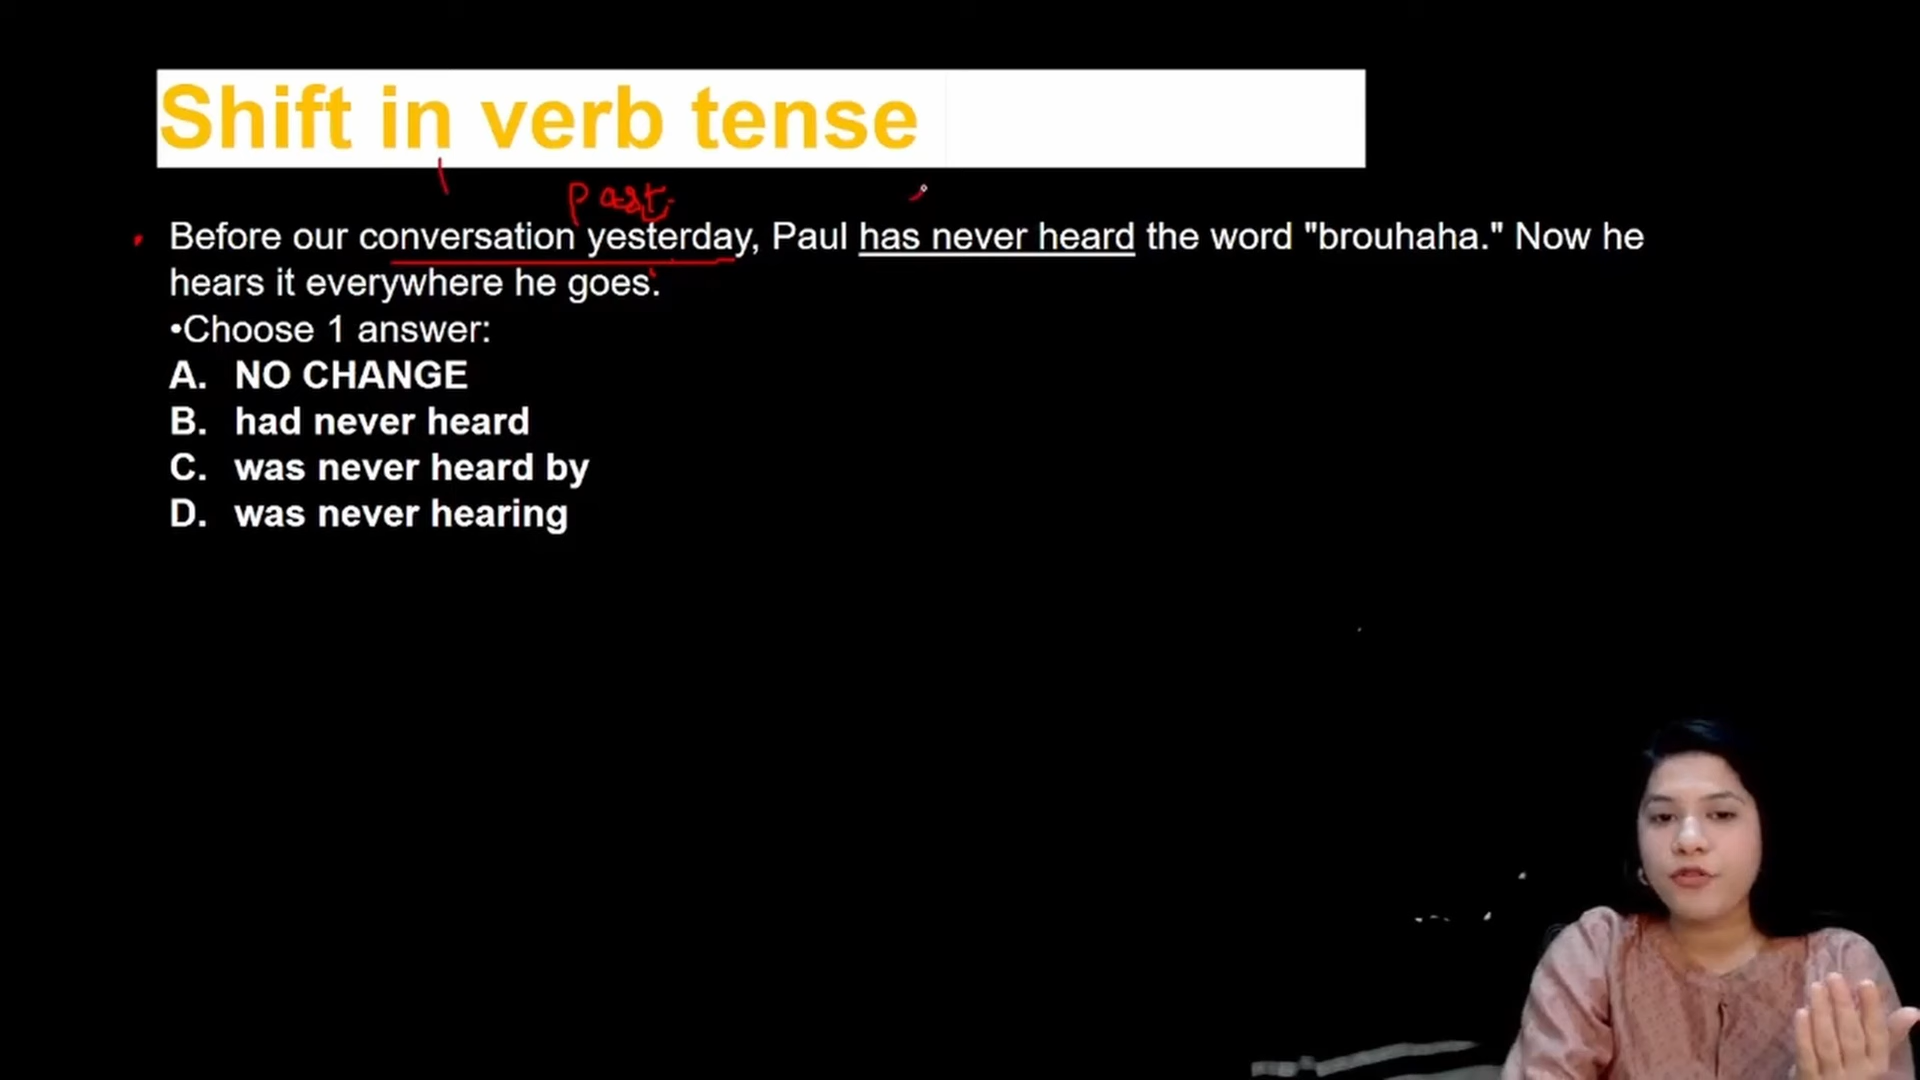 Shift in verb tense
past.
Before our conversation yesterday, Paul has never heard the word "brouhaha." Now he
hears it everywhere he goes.
•Choose 1 answer:
A. NO CHANGE
B. had never heard
C. was never heard by
D. was never hearing